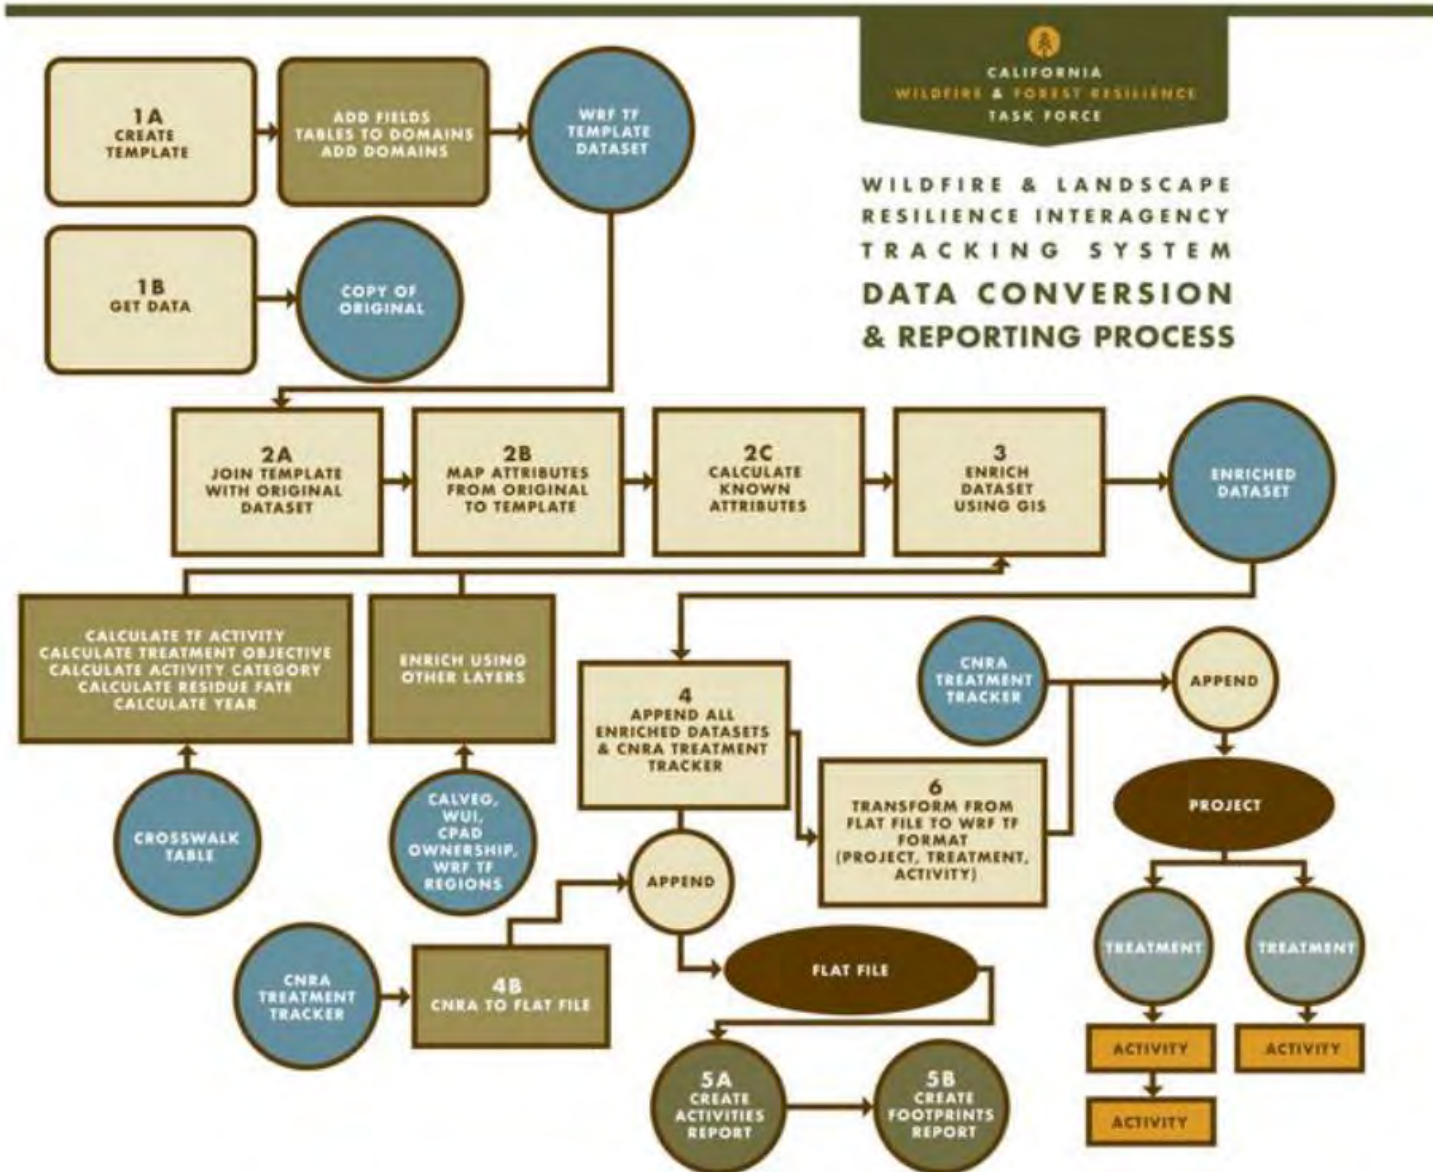 CALIFORNIA
WILDFIRE & FOREST RESILIENCE
TASK FORCE
WILDFIRE & LANDSCAPE
RESILIENCE INTERAGENCY
TRACKING SYSTEM
DATA CONVERSION
& REPORTING PROCESS
1A
CREATE
TEMPLATE
ADD FIELDS
TABLES TO DOMAINS
ADD DOMAINS
WRF TF
TEMPLATE
DATASET
1B
GET DATA
COPY OF
ORIGINAL
2A
JOIN TEMPLATE
WITH ORIGINAL
DATASET
2B
MAP ATTRIBUTES
FROM ORIGINAL
TO TEMPLATE
2C
CALCULATE
KNOWN
ATTRIBUTES
3
ENRICH
DATASET
USING GIS
ENRICHED
DATASET
CALCULATE TF ACTIVITY
CALCULATE TREATMENT OBJECTIVE
CALCULATE ACTIVITY CATEGORY
CALCULATE RESIDUE FATE
CALCULATE YEAR
ENRICH USING
OTHER LAYERS
CROSSWALK
TABLE
CALVEG,
WUI,
CPAD
OWNERSHIP,
WRF TF
REGIONS
4
APPEND ALL
ENRICHED DATASETS
& CNRA TREATMENT
TRACKER
CNRA
TREATMENT
TRACKER
APPEND
6
TRANSFORM FROM
FLAT FILE TO WRF TF
FORMAT
(PROJECT, TREATMENT,
ACTIVITY)
PROJECT
APPEND
TREATMENT
TREATMENT
CNRA
TREATMENT
TRACKER
4B
CNRA TO FLAT FILE
FLAT FILE
ACTIVITY
ACTIVITY
5A
CREATE
ACTIVITIES
REPORT
5B
CREATE
FOOTPRINTS
REPORT
ACTIVITY